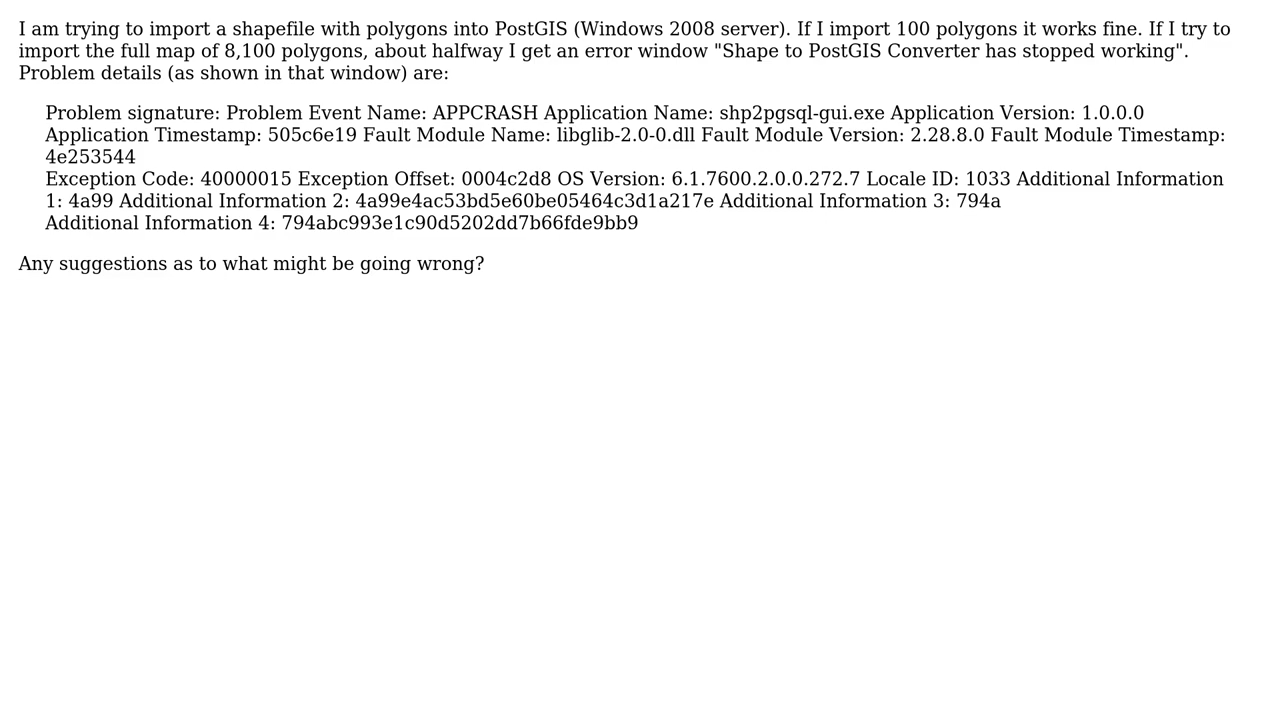 I am trying to import a shapefile with polygons into PostGIS (Windows 2008 server). If I import 100 polygons it works fine. If I try to
import the full map of 8,100 polygons, about halfway I get an error window "Shape to PostGIS Converter has stopped working".
Problem details (as shown in that window) are:
Problem signature: Problem Event Name: APPCRASH Application Name: shp2pgsql-gui.exe Application Version: 1.0.0.0
Application Timestamp: 505c6e19 Fault Module Name: libglib-2.0-0.dll Fault Module Version: 2.28.8.0 Fault Module Timestamp:
4e253544
Exception Code: 40000015 Exception Offset: 0004c2d8 OS Version: 6.1.7600.2.0.0.272.7 Locale ID: 1033 Additional Information
1: 4a99 Additional Information 2: 4a99e4ac53bd5e60be05464c3d1a217e Additional Information 3: 794a
Additional Information 4: 794abc993e1c90d5202dd7b66fde9bb9
Any suggestions as to what might be going wrong?